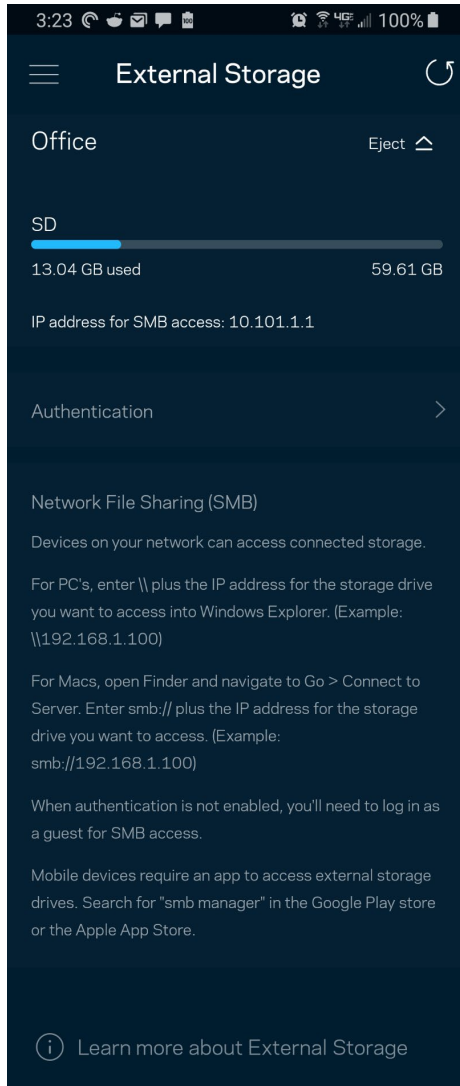 3:23 100 4GE 100%
External Storage
Office Eject
SD
13.04 GB used 59.61 GB
IP address for SMB access: 10.101.1.1
Authentication
Network File Sharing (SMB)
Devices on your network can access connected storage.
For PC's, enter \\ plus the IP address for the storage drive
you want to access into Windows Explorer. (Example:
\\192.168.1.100)
For Macs, open Finder and navigate to Go > Connect to
Server. Enter smb:// plus the IP address for the storage
drive you want to access. (Example:
smb://192.168.1.100)
When authentication is not enabled, you'll need to log in as
a guest for SMB access.
Mobile devices require an app to access external storage
drives. Search for "smb manager" in the Google Play store
or the Apple App Store.
Learn more about External Storage